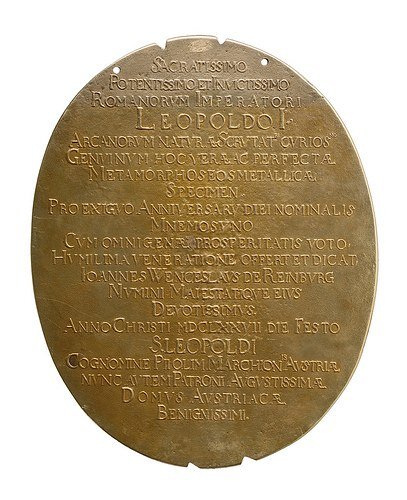 SACRATISSIMO
POTENTISSIMO ET INVICTISSIMO
ROMANORVM IMPERATORI
LEOPOLDO I.
ARCANORVM NATVRÆ SCRVTATI CVRIOSMO
GENVINVM HOC VERÆ AC PERFECTÆ
METAMORPHOSEOS METALLICÆ
SPECIMEN.
PRO EXIGVO ANNIVERSARY DIEI NOMINALIS
MNEMOSYNO
CVM OMNIGENÆ PROSPERITATIS VOTO.
HVMILIMA VENERATIONE OFFERT ET DICAT
IOANNES WENCESLAVS DE REINBVRG
NVMINI MAIESTATIQVE EIVS
DEVOTISSIMVS.
ANNO CHRISTI MDCLXXVII DIE FESTO
S. LEOPOLDI
COGNOMINE PII OLIM MARCHIONIS AVSTRIÆ
NVNC AVTEM PATRONI AVGVSTISSIMÆ
DOMVS AVSTRIACÆ
BENIGNISSIMI.